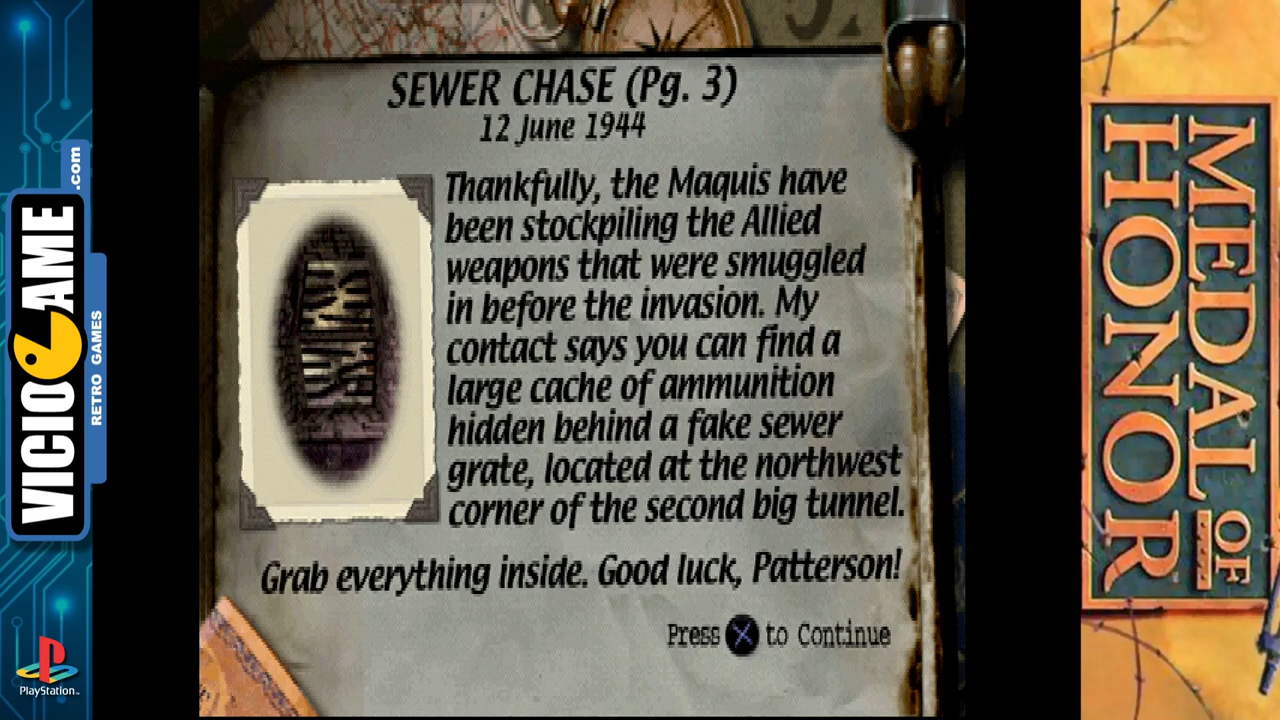 SEWER CHASE (Pg. 3)
12 June 1944
Thankfully, the Maquis have
been stockpiling the Allied
weapons that were smuggled
in before the invasion. My
contact says you can find a
large cache of ammunition
hidden behind a fake sewer
grate, located at the northwest
corner of the second big tunnel.
Grab everything inside. Good luck, Patterson!
Press X to Continue
VICIOGAME.com
RETRO GAMES
PlayStation
MEDAL OF
HONOR